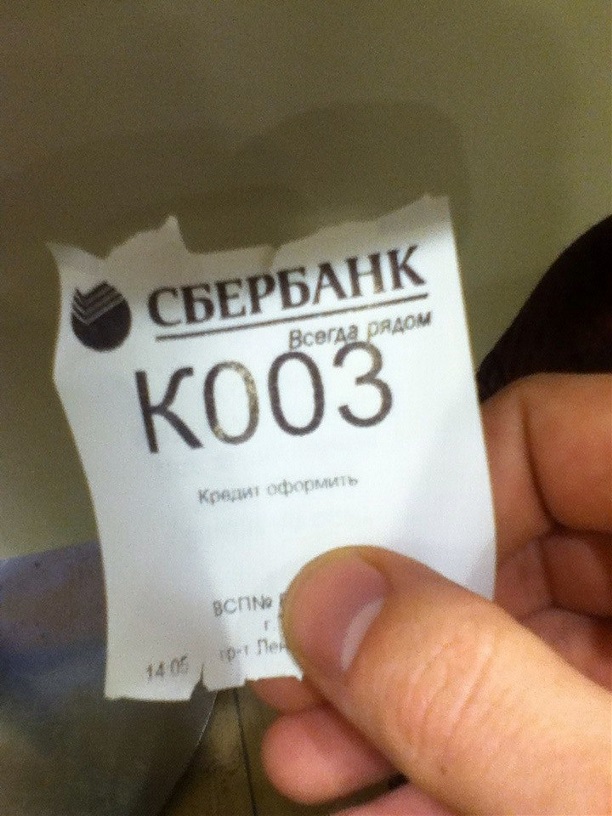 СБЕРБАНК
Всегда рядом
К003
Кредит оформить
ВСП№
г
пр-т Лен
14 05